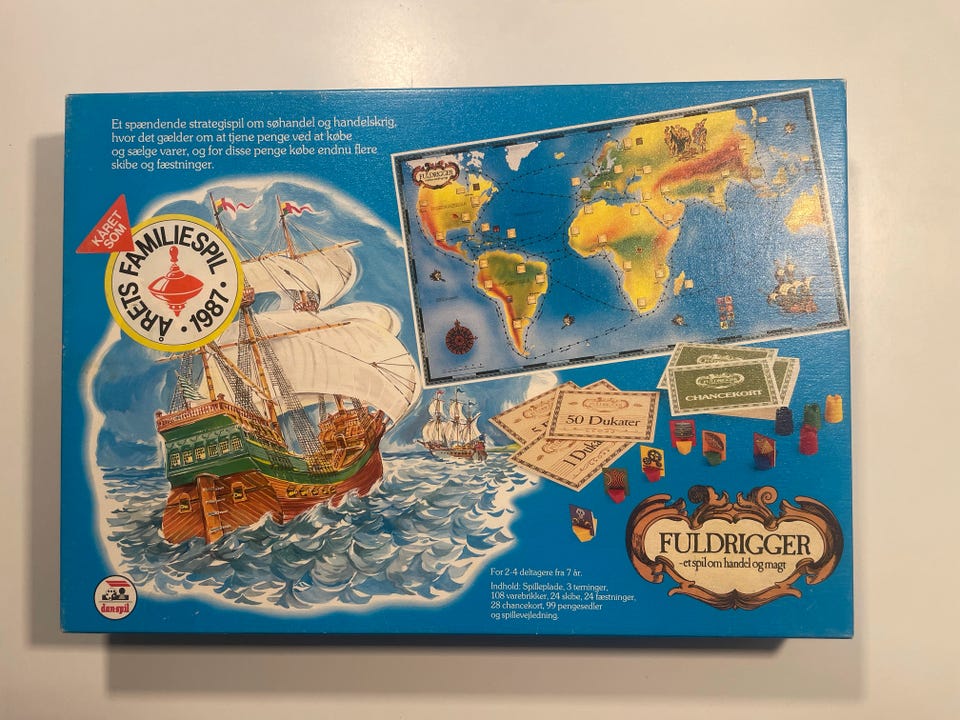 Et spændende strategispil om søhandel og handelskrig,
hvor det gælder om at tjene penge ved at købe
og sælge varer, og for disse penge købe endnu flere
skibe og fæstninger.
KÅRET
SOM
ÅRETS FAMILIESPIL
• 1987 •
FULDRIGGER
FULDRIGGER
CHANCEKORT
50 Dukater
1 Duka
FULDRIGGER
-et spil om handel og magt
For 2-4 deltagere fra 7 år.
Indhold: Spilleplade, 3 terninger,
108 varebrikker, 24 skibe, 24 fæstninger,
28 chancekort, 99 pengesedler
og spillevejledning.
danspil